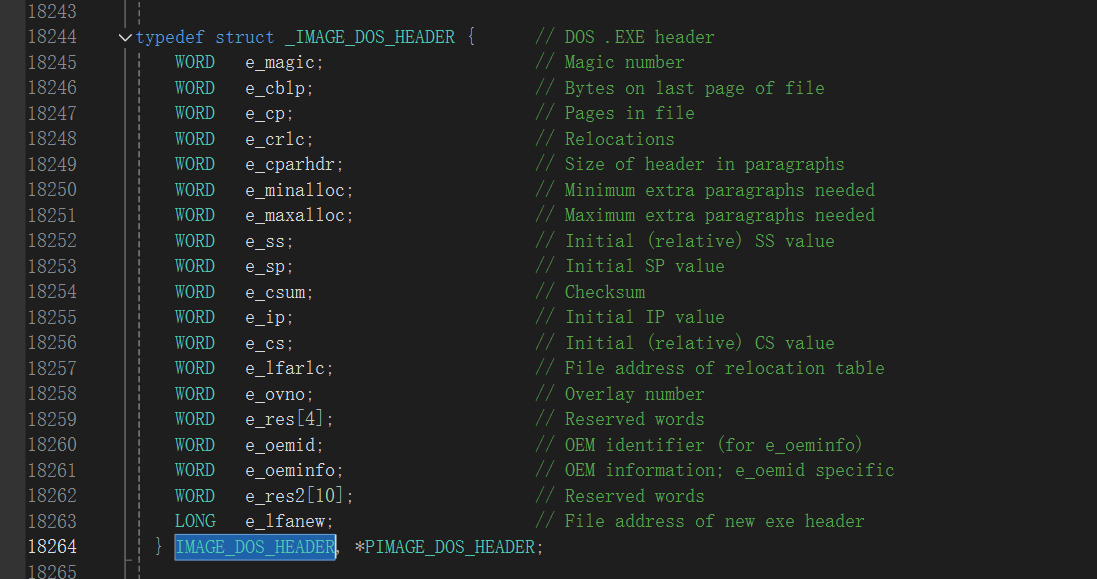 18243
18244 typedef struct _IMAGE_DOS_HEADER { // DOS .EXE header
18245 WORD e_magic; // Magic number
18246 WORD e_cblp; // Bytes on last page of file
18247 WORD e_cp; // Pages in file
18248 WORD e_crlc; // Relocations
18249 WORD e_cparhdr; // Size of header in paragraphs
18250 WORD e_minalloc; // Minimum extra paragraphs needed
18251 WORD e_maxalloc; // Maximum extra paragraphs needed
18252 WORD e_ss; // Initial (relative) SS value
18253 WORD e_sp; // Initial SP value
18254 WORD e_csum; // Checksum
18255 WORD e_ip; // Initial IP value
18256 WORD e_cs; // Initial (relative) CS value
18257 WORD e_lfarlc; // File address of relocation table
18258 WORD e_ovno; // Overlay number
18259 WORD e_res[4]; // Reserved words
18260 WORD e_oemid; // OEM identifier (for e_oeminfo)
18261 WORD e_oeminfo; // OEM information; e_oemid specific
18262 WORD e_res2[10]; // Reserved words
18263 LONG e_lfanew; // File address of new exe header
18264 } IMAGE_DOS_HEADER, *PIMAGE_DOS_HEADER;
18265